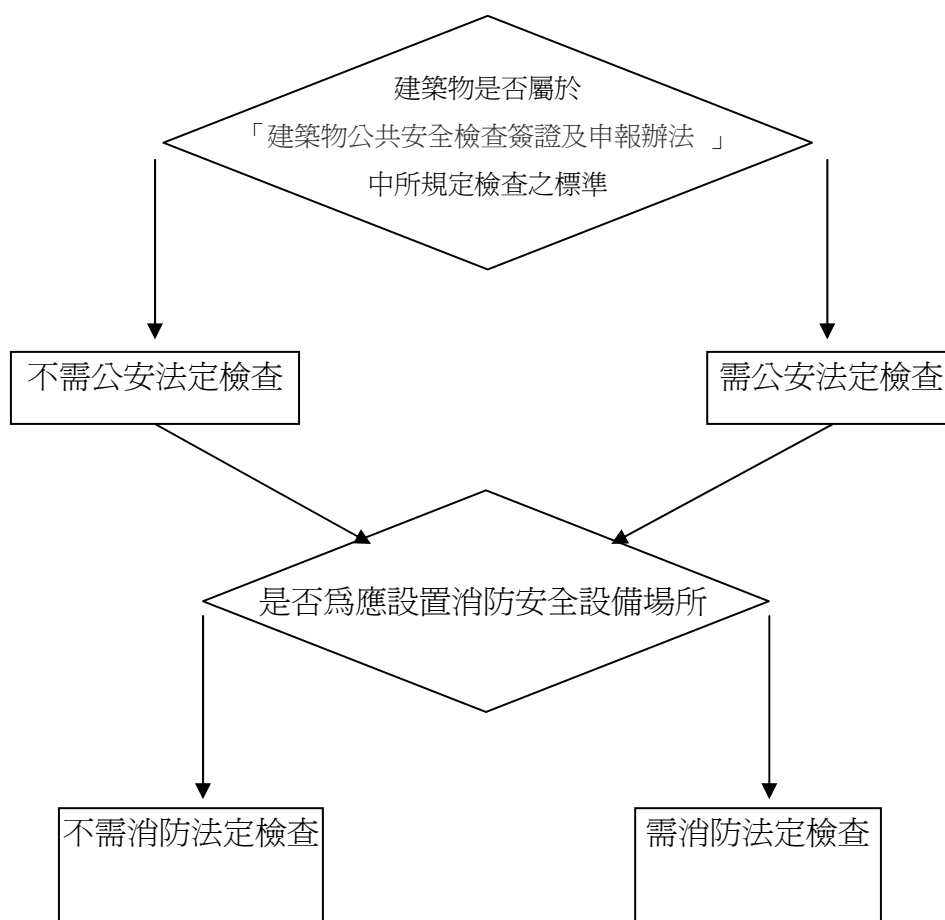 建築物是否屬於
「建築物公共安全檢查簽證及申報辦法 」
中所規定檢查之標準
不需公安法定檢查
需公安法定檢查
是否爲應設置消防安全設備場所
不需消防法定檢查
需消防法定檢查